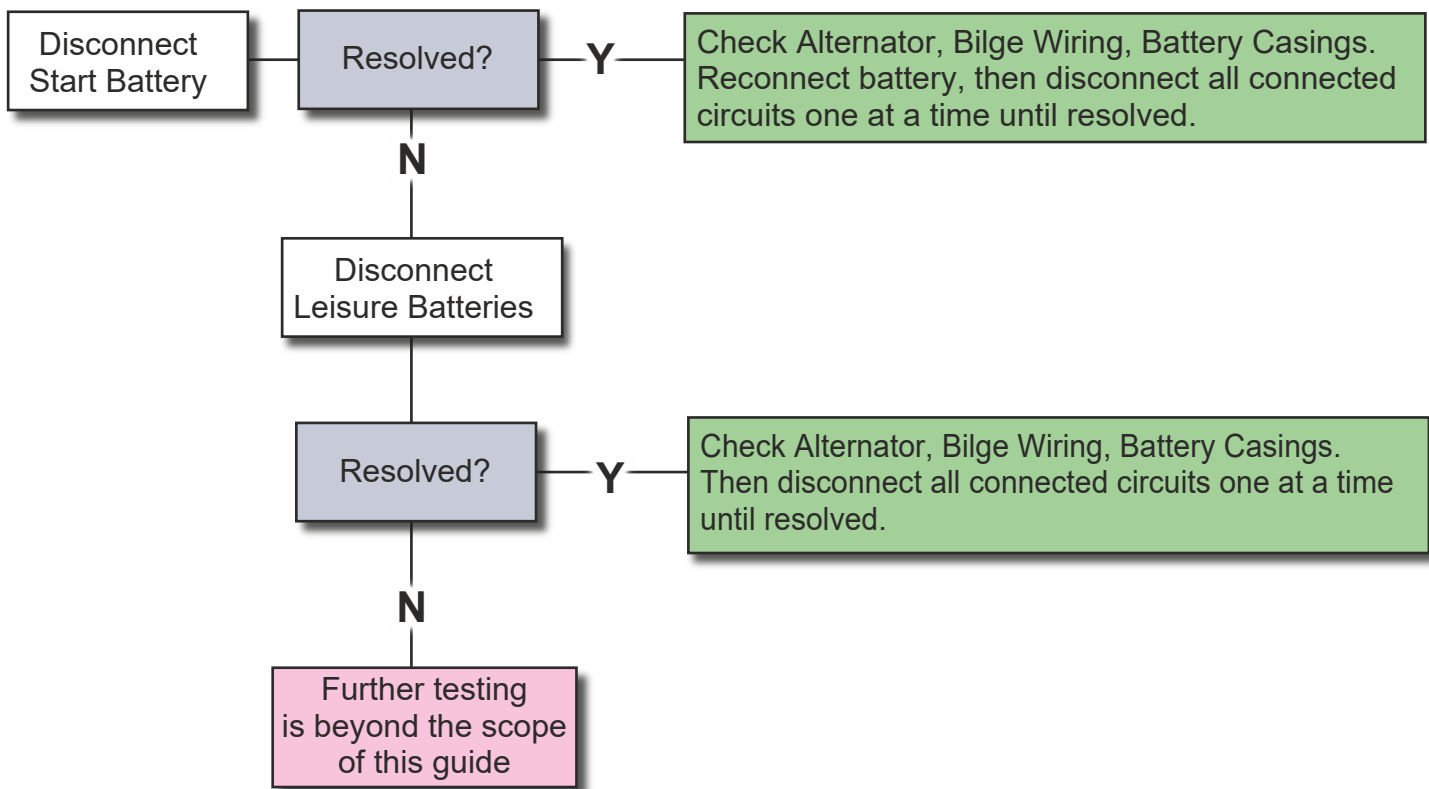 Disconnect
Start Battery
Resolved?
Y
Check Alternator, Bilge Wiring, Battery Casings.
Reconnect battery, then disconnect all connected
circuits one at a time until resolved.
N
Disconnect
Leisure Batteries
Resolved?
Y
Check Alternator, Bilge Wiring, Battery Casings.
Then disconnect all connected circuits one at a time
until resolved.
N
Further testing
is beyond the scope
of this guide